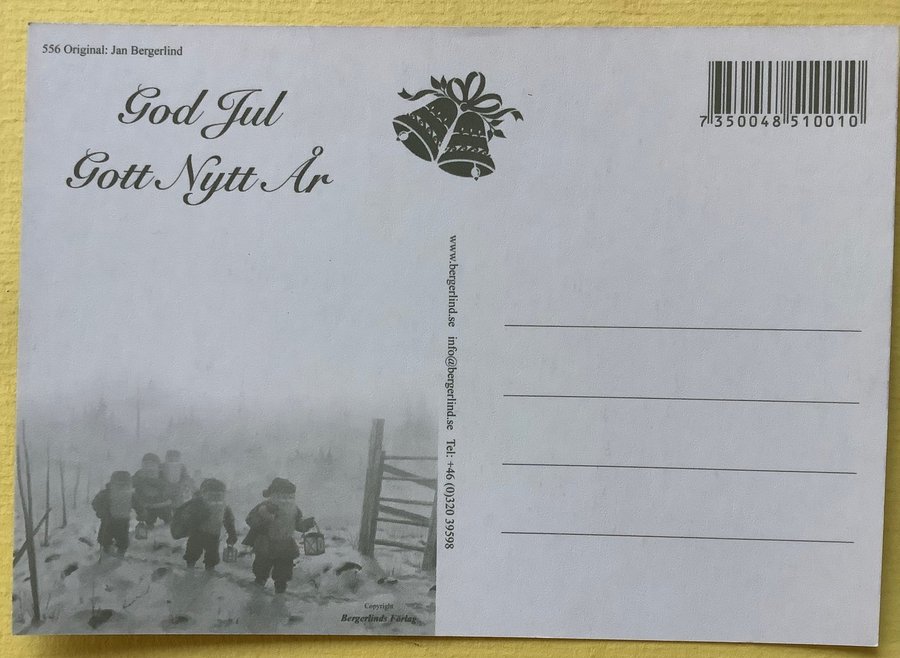 556 Original: Jan Bergerlind
God Jul
Gott Nytt År
7 350048 510010
www.bergerlind.se info@bergerlind.se Tel: +46 (0)320 39598
Copyright
Bergerlinds Förlag